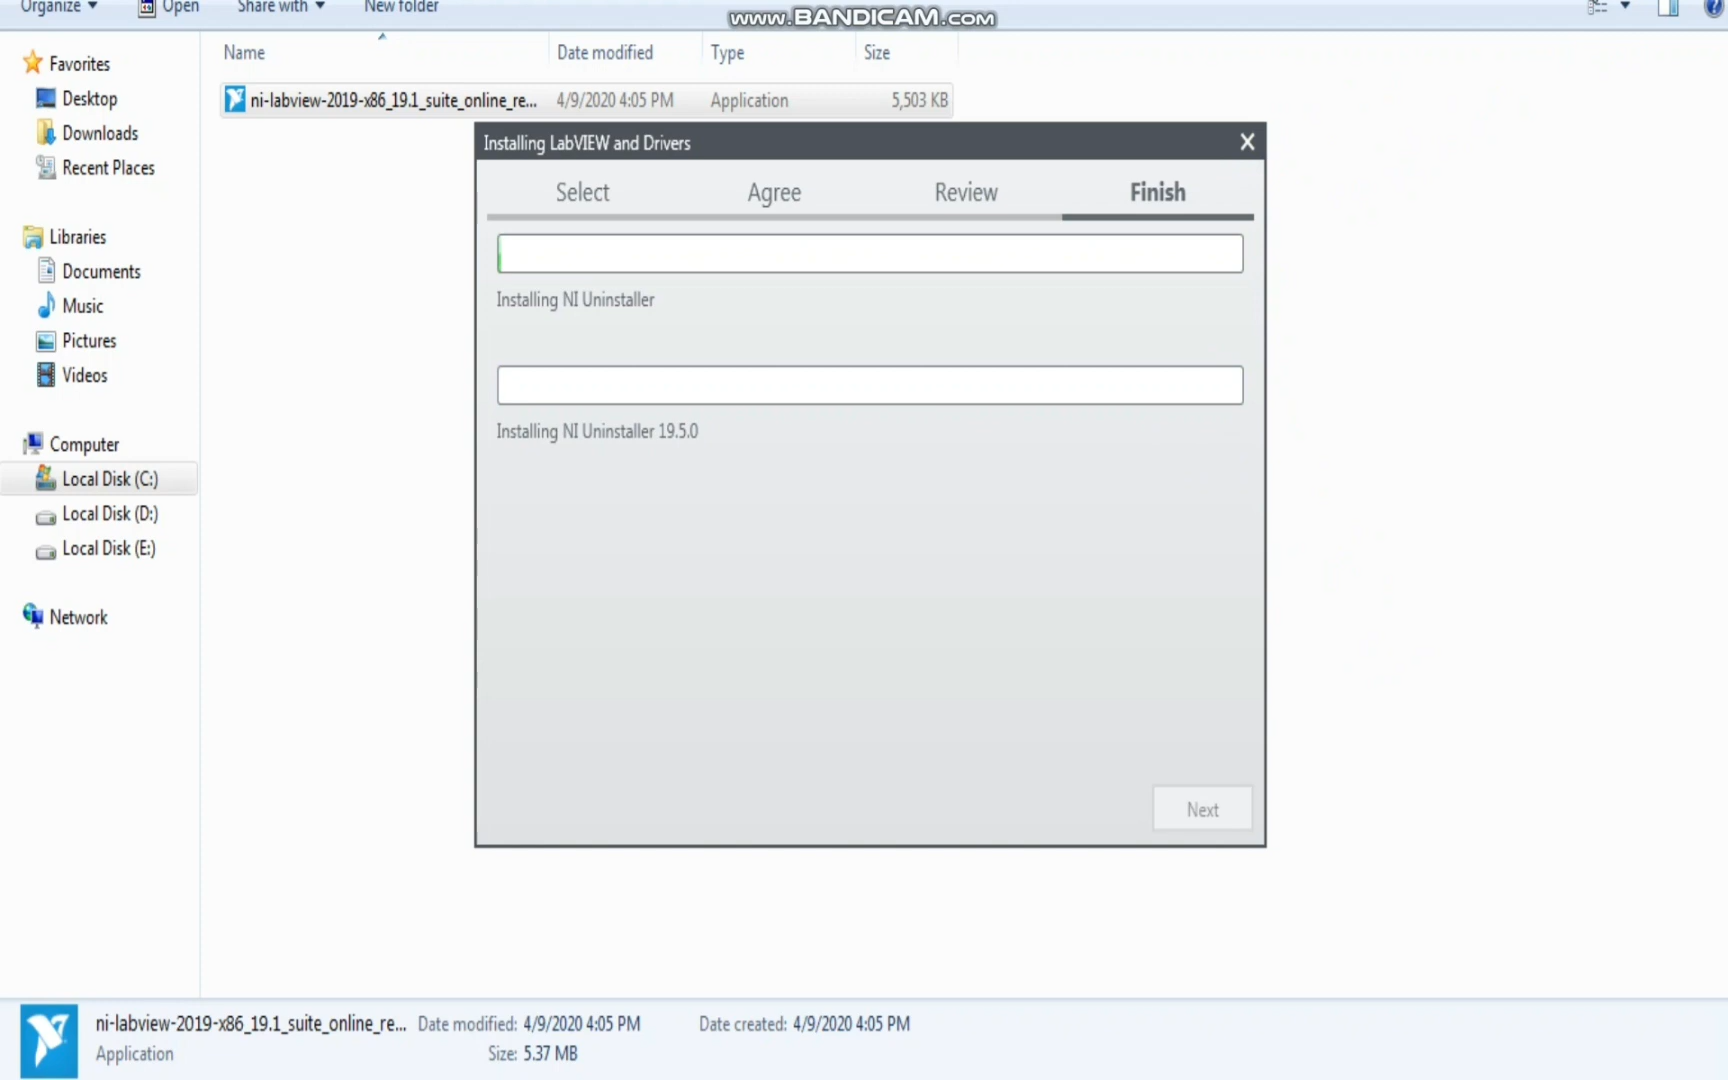 Organize
Open
Share with
New folder
www.BANDICAM.com
Favorites
Desktop
Downloads
Recent Places
Libraries
Documents
Music
Pictures
Videos
Computer
Local Disk (C:)
Local Disk (D:)
Local Disk (E:)
Network
Name
Date modified
Type
Size
ni-labview-2019-x86_19.1_suite_online_re...
4/9/2020 4:05 PM
Application
5,503 KB
Installing LabVIEW and Drivers
Select
Agree
Review
Finish
Installing NI Uninstaller
Installing NI Uninstaller 19.5.0
Next
ni-labview-2019-x86_19.1_suite_online_re...
Date modified: 4/9/2020 4:05 PM
Date created: 4/9/2020 4:05 PM
Application
Size: 5.37 MB